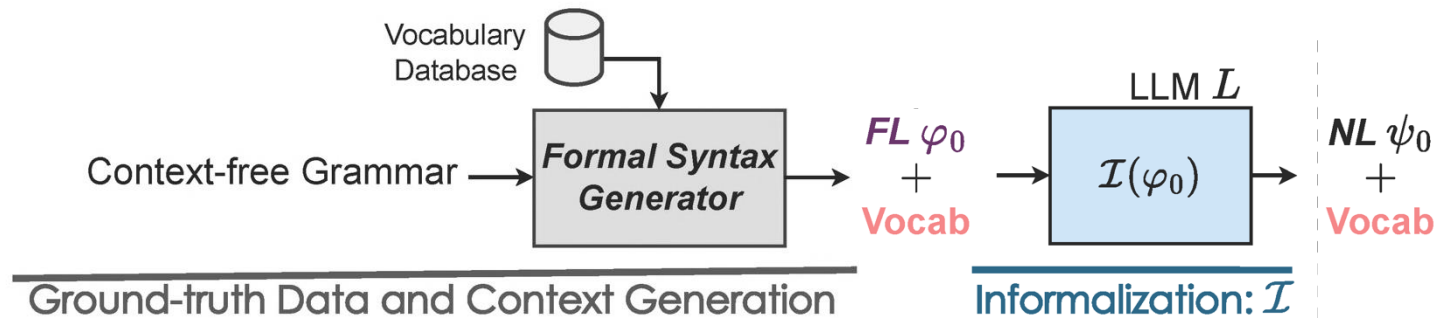 Vocabulary
Database
LLM L
Context-free Grammar
Formal Syntax
Generator
FL φ₀
+
Vocab
ℐ(φ₀)
NL ψ₀
+
Vocab
Ground-truth Data and Context Generation
Informalization: ℐ